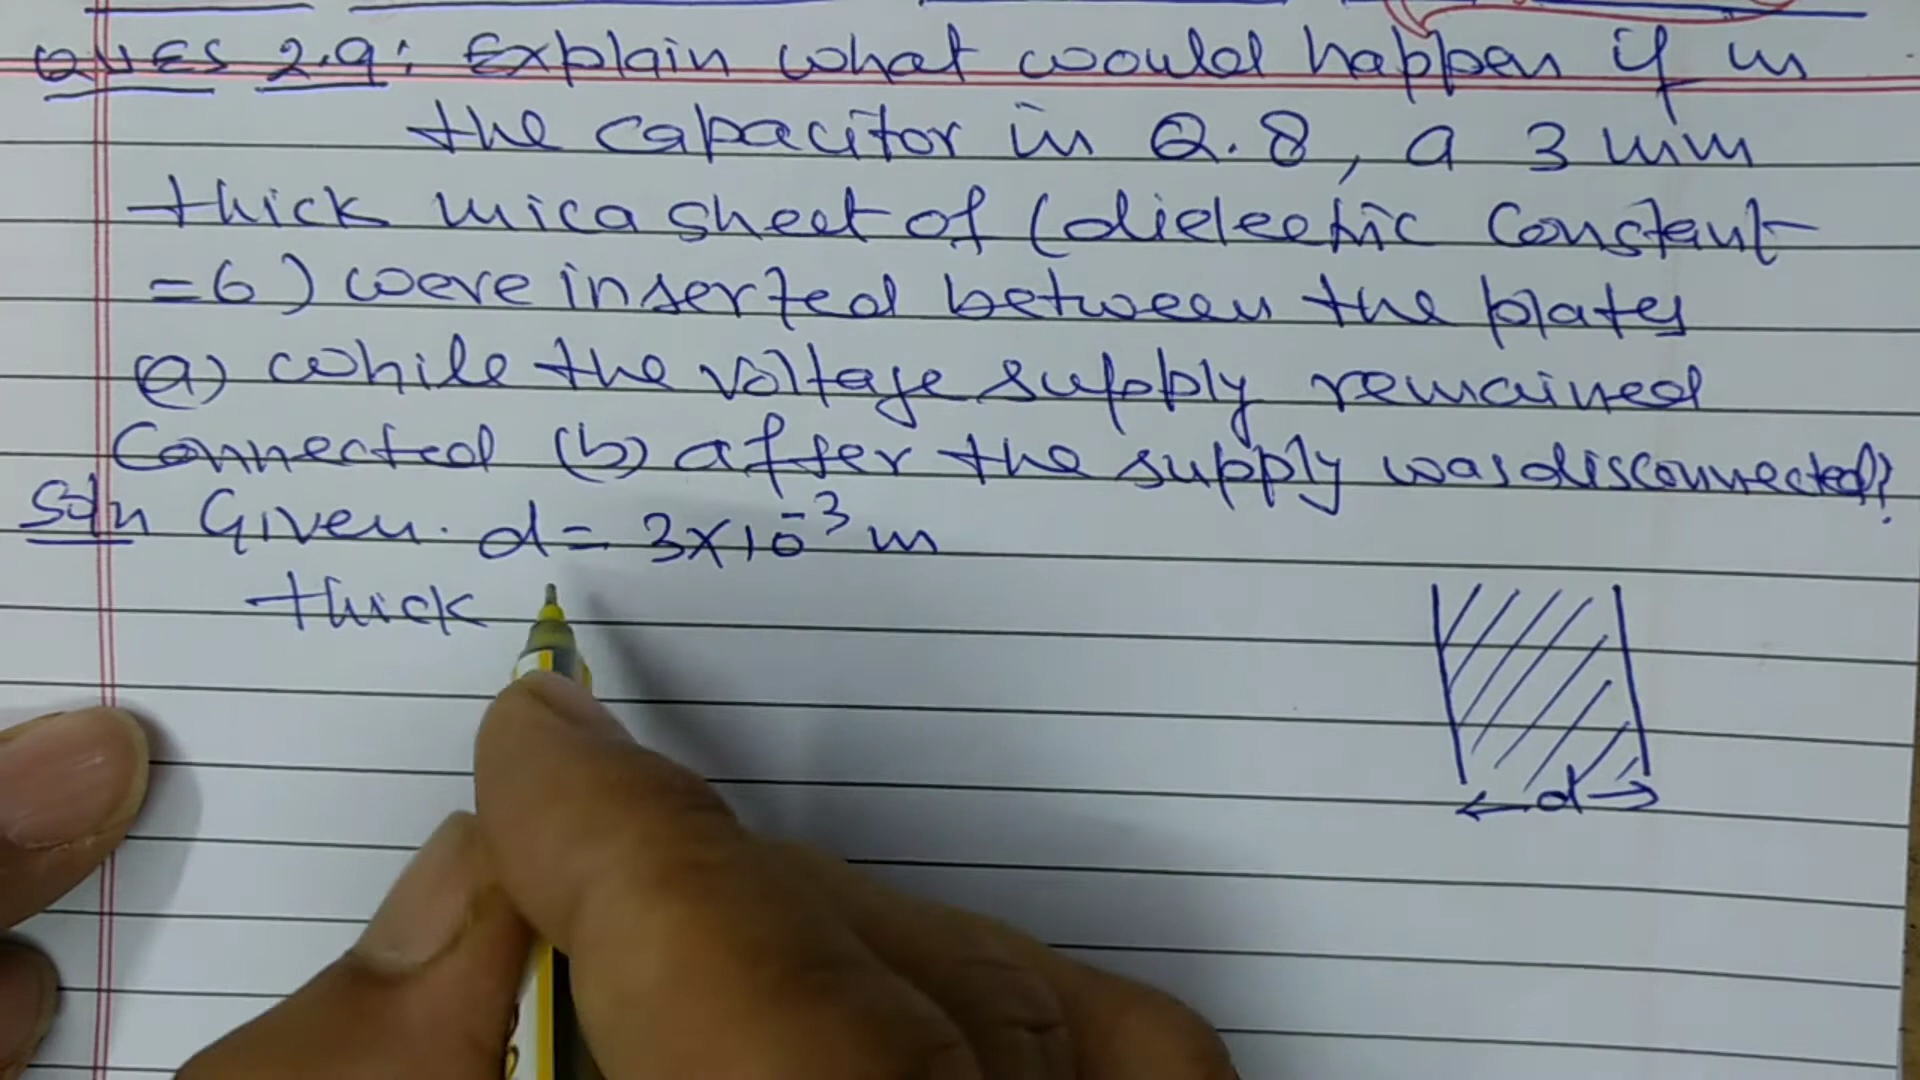 QUES 2.9: Explain what would happen if in
the capacitor in Q. 8, a 3 mm
thick mica sheet of (dielectric constant
=6) were inserted between the plates
(a) while the voltage supply remained
Connected (b) after the supply was disconnected?
Soln Given. d = 3×10⁻³ m
thick
d